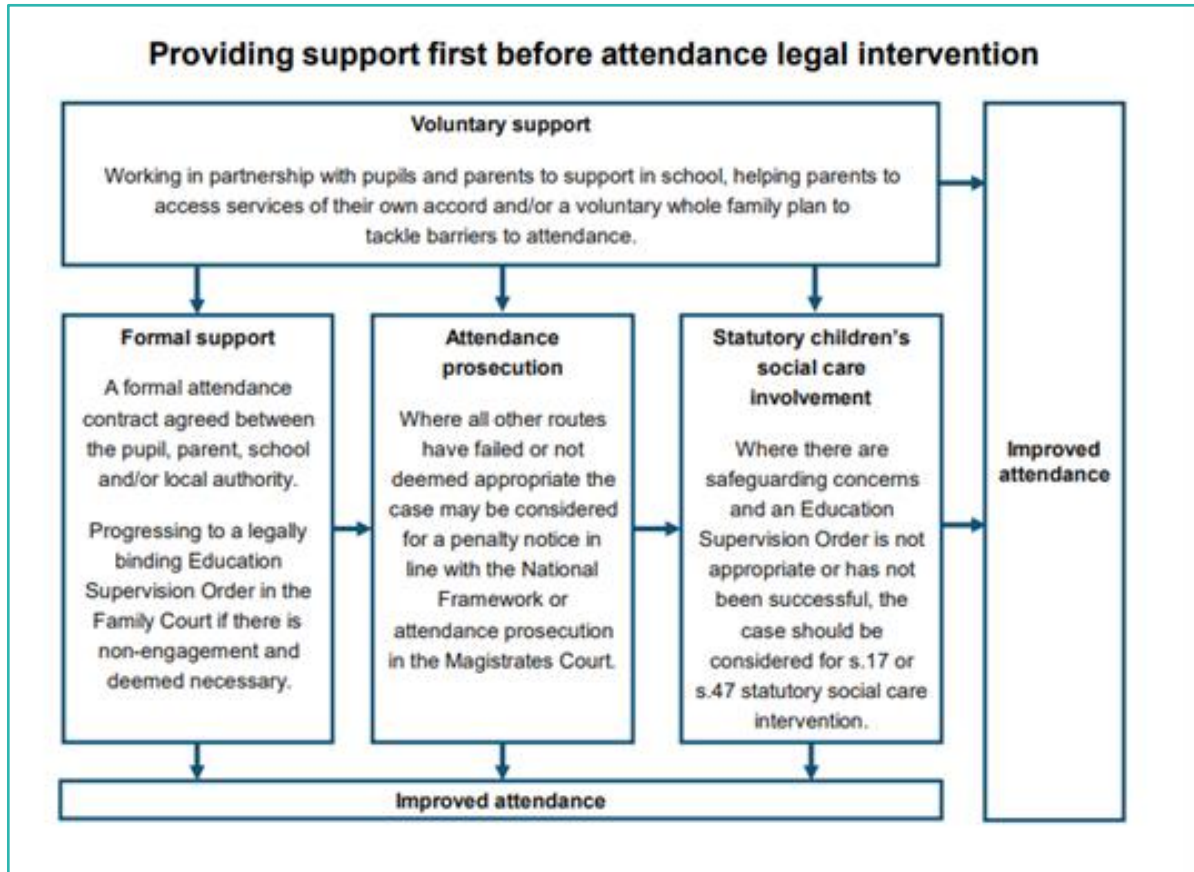 Providing support first before attendance legal intervention
Voluntary support
Working in partnership with pupils and parents to support in school, helping parents to
access services of their own accord and/or a voluntary whole family plan to
tackle barriers to attendance.
Formal support
A formal attendance
contract agreed between
the pupil, parent, school
and/or local authority.
Progressing to a legally
binding Education
Supervision Order in the
Family Court if there is
non-engagement and
deemed necessary.
Attendance
prosecution
Where all other routes
have failed or not
deemed appropriate the
case may be considered
for a penalty notice in
line with the National
Framework or
attendance prosecution
in the Magistrates Court.
Statutory children's
social care
involvement
Where there are
safeguarding concerns
and an Education
Supervision Order is not
appropriate or has not
been successful, the
case should be
considered for s.17 or
s.47 statutory social care
intervention.
Improved
attendance
Improved attendance